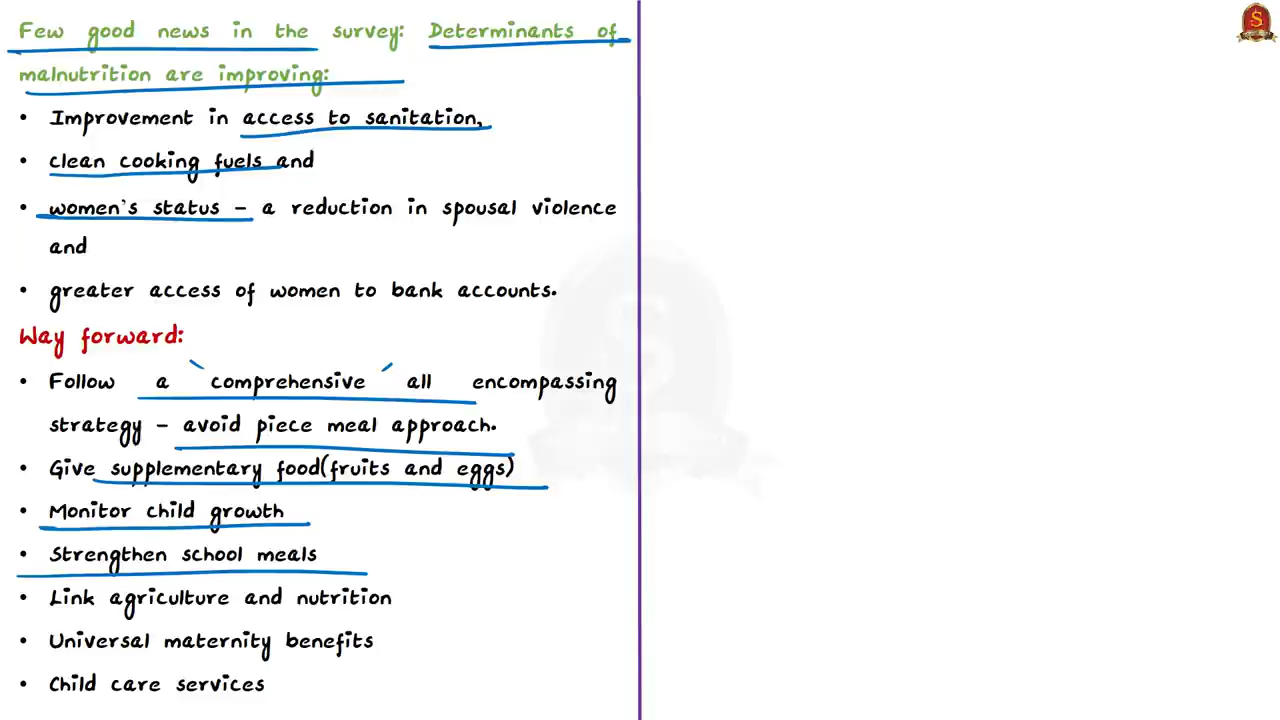 Few good news in the survey: Determinants of
malnutrition are improving:
• Improvement in access to sanitation,
• clean cooking fuels and
• women's status – a reduction in spousal violence
and
• greater access of women to bank accounts.
Way forward:
• Follow a comprehensive all encompassing
strategy – avoid piece meal approach.
• Give supplementary food(fruits and eggs)
• Monitor child growth
• Strengthen school meals
• Link agriculture and nutrition
• Universal maternity benefits
• Child care services